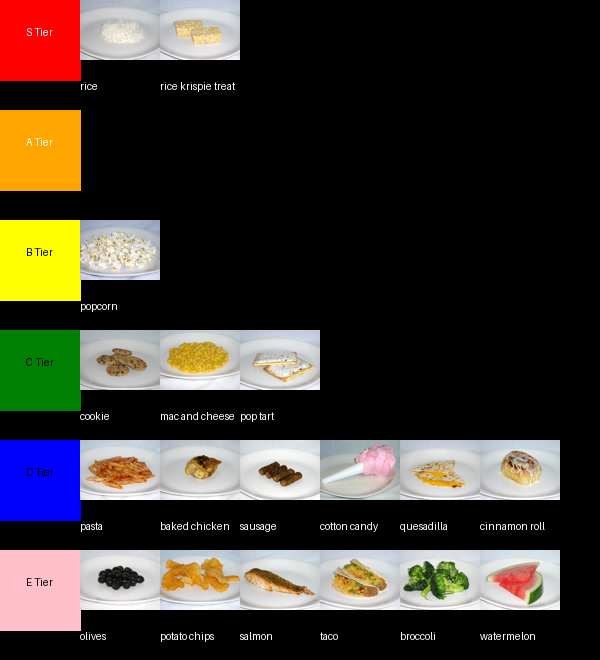 S Tier
rice
rice krispie treat
A Tier
B Tier
popcorn
C Tier
cookie
mac and cheese
pop tart
D Tier
pasta
baked chicken
sausage
cotton candy
quesadilla
cinnamon roll
E Tier
olives
potato chips
salmon
taco
broccoli
watermelon